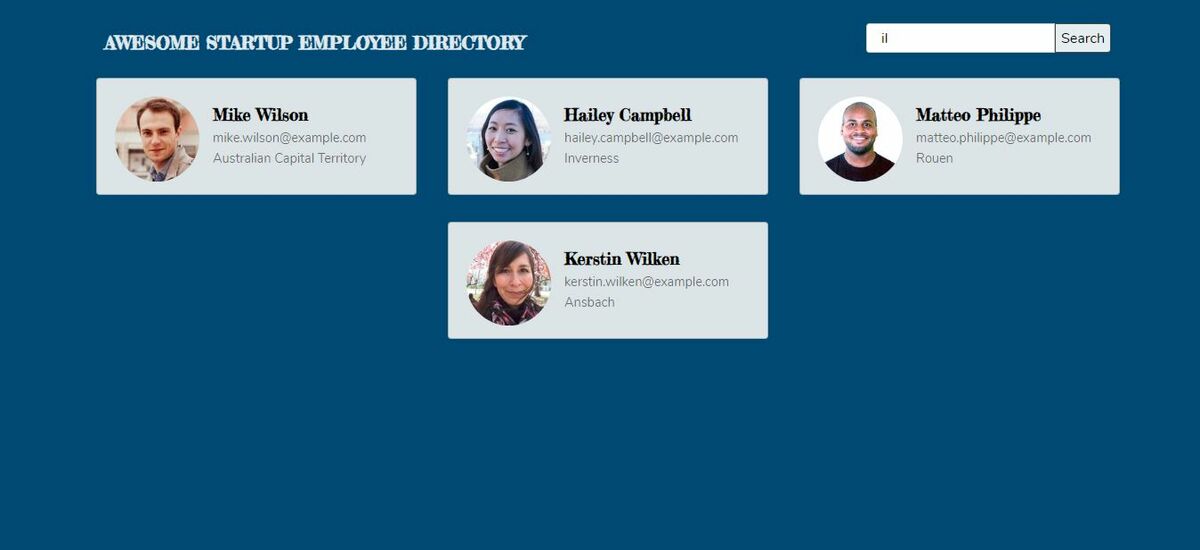 AWESOME STARTUP EMPLOYEE DIRECTORY
il
Search
Mike Wilson
mike.wilson@example.com
Australian Capital Territory
Hailey Campbell
hailey.campbell@example.com
Inverness
Matteo Philippe
matteo.philippe@example.com
Rouen
Kerstin Wilken
kerstin.wilken@example.com
Ansbach